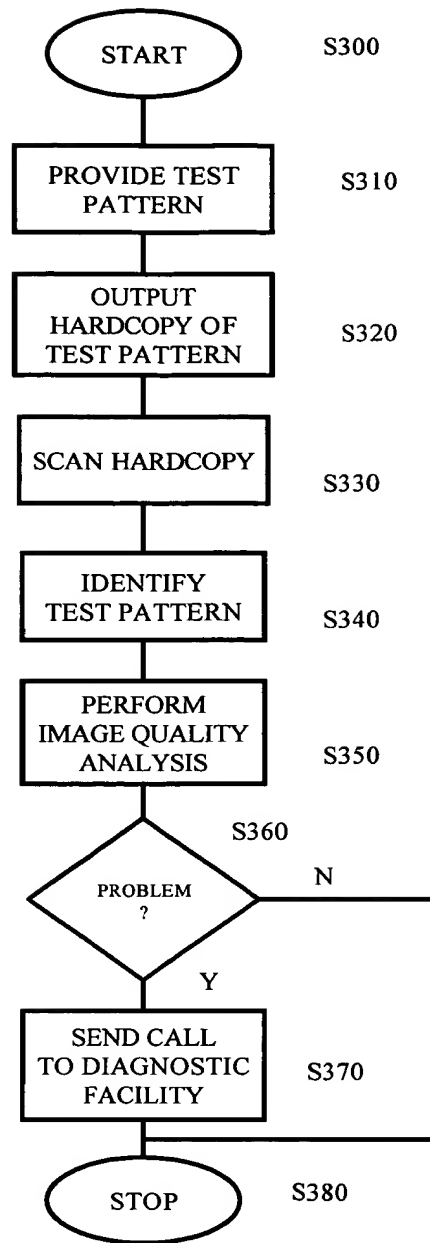 START
S300
PROVIDE TEST
PATTERN
S310
OUTPUT
HARDCOPY OF
TEST PATTERN
S320
SCAN HARDCOPY
S330
IDENTIFY
TEST PATTERN
S340
PERFORM
IMAGE QUALITY
ANALYSIS
S350
S360
PROBLEM
?
N
Y
SEND CALL
TO DIAGNOSTIC
FACILITY
S370
STOP
S380